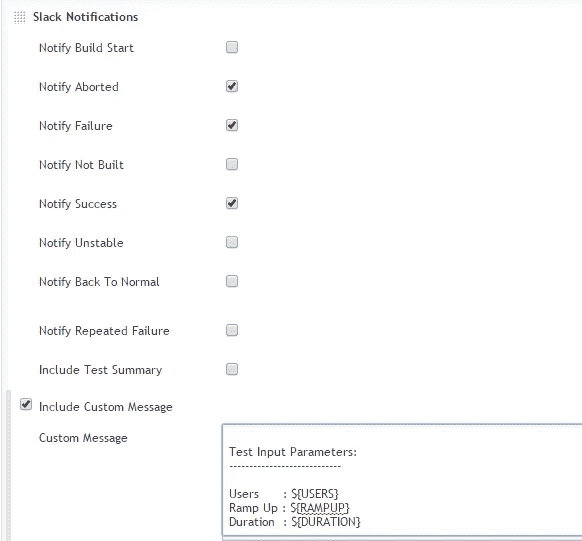 Slack Notifications
Notify Build Start
Notify Aborted
Notify Failure
Notify Not Built
Notify Success
Notify Unstable
Notify Back To Normal
Notify Repeated Failure
Include Test Summary
Include Custom Message
Custom Message
Test Input Parameters:
----------------------------
Users : ${USERS}
Ramp Up : ${RAMPUP}
Duration : ${DURATION}